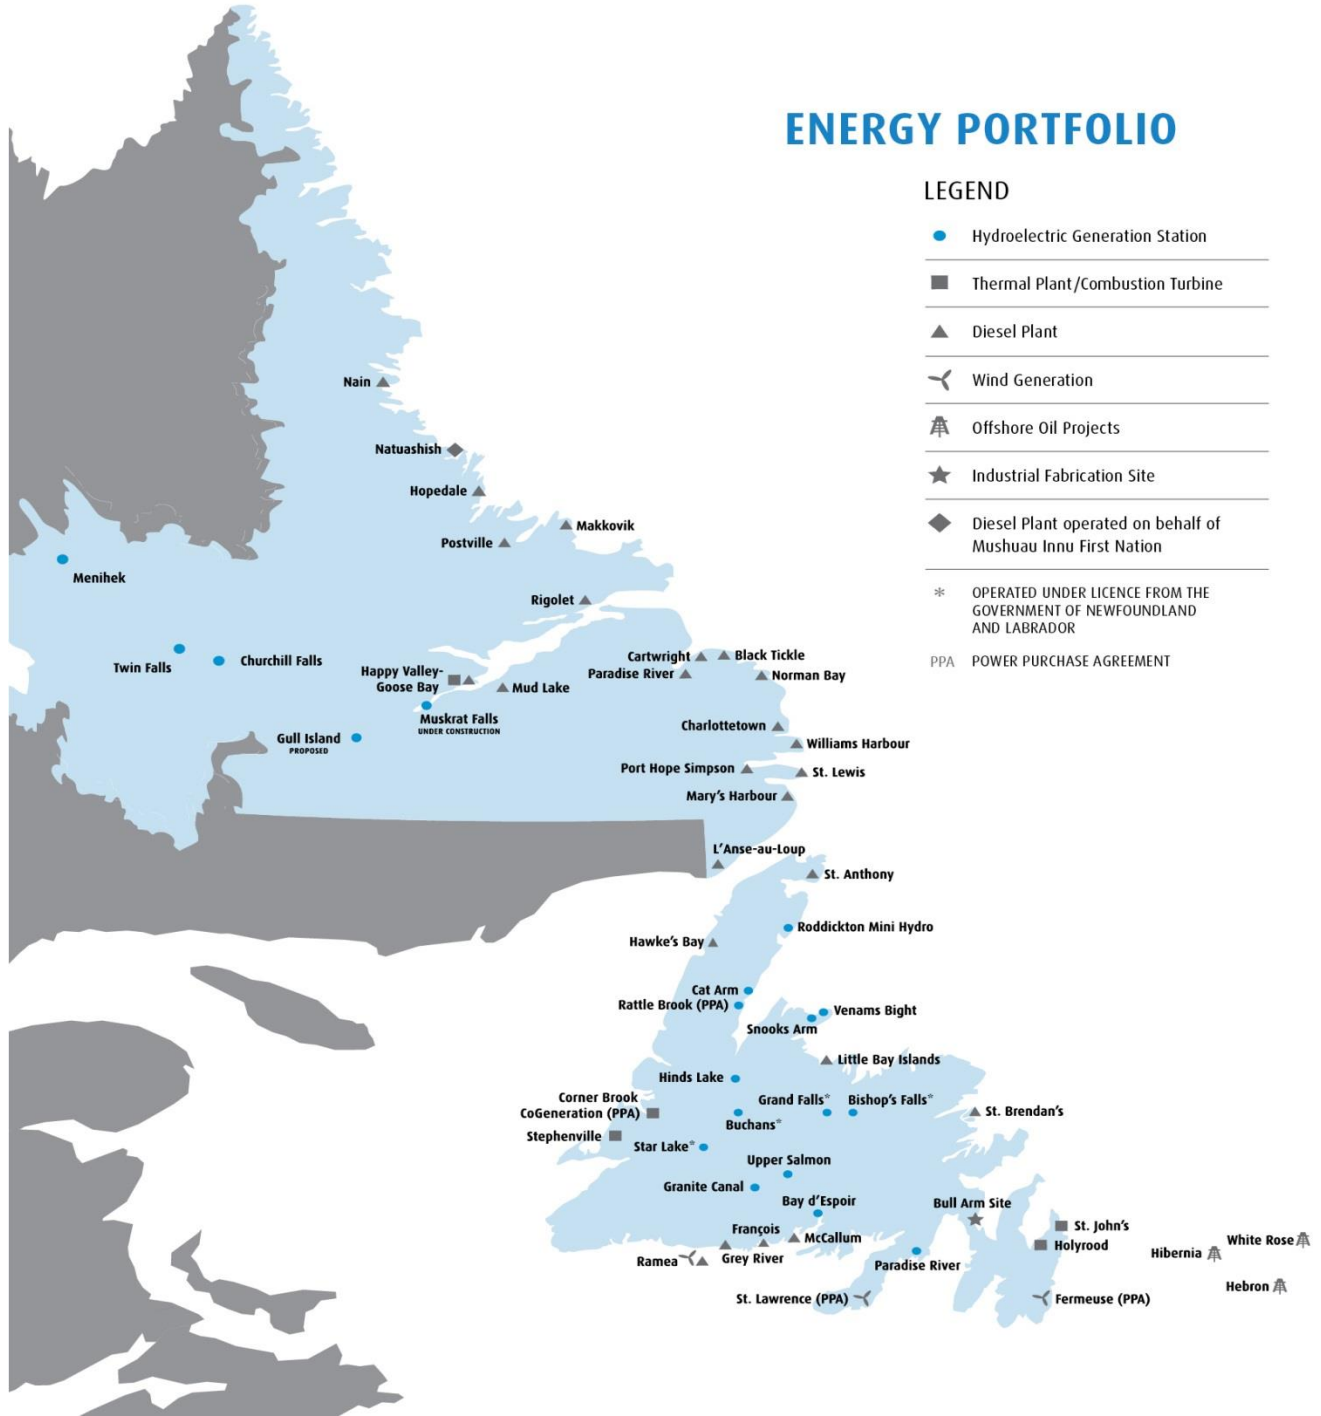 ENERGY PORTFOLIO
LEGEND
Hydroelectric Generation Station
Thermal Plant/Combustion Turbine
Diesel Plant
Wind Generation
Offshore Oil Projects
Industrial Fabrication Site
Diesel Plant operated on behalf of
Mushuau Innu First Nation
* OPERATED UNDER LICENCE FROM THE
GOVERNMENT OF NEWFOUNDLAND
AND LABRADOR
PPA POWER PURCHASE AGREEMENT
Nain
Natuashish
Hopedale
Makkovik
Postville
Menihek
Rigolet
Twin Falls
Churchill Falls
Happy Valley-
Goose Bay
Mud Lake
Cartwright
Black Tickle
Paradise River
Norman Bay
Muskrat Falls
UNDER CONSTRUCTION
Gull Island
PROPOSED
Charlottetown
Williams Harbour
Port Hope Simpson
St. Lewis
Mary's Harbour
L'Anse-au-Loup
St. Anthony
Roddickton Mini Hydro
Hawke's Bay
Cat Arm
Rattle Brook (PPA)
Venams Bight
Snooks Arm
Little Bay Islands
Hinds Lake
Corner Brook
CoGeneration (PPA)
Grand Falls*
Bishop's Falls*
St. Brendan's
Buchans*
Stephenville
Star Lake*
Upper Salmon
Granite Canal
Bay d'Espoir
Bull Arm Site
St. John's
François
McCallum
Holyrood
Hibernia
White Rose
Ramea
Grey River
Paradise River
Hebron
St. Lawrence (PPA)
Fermeuse (PPA)